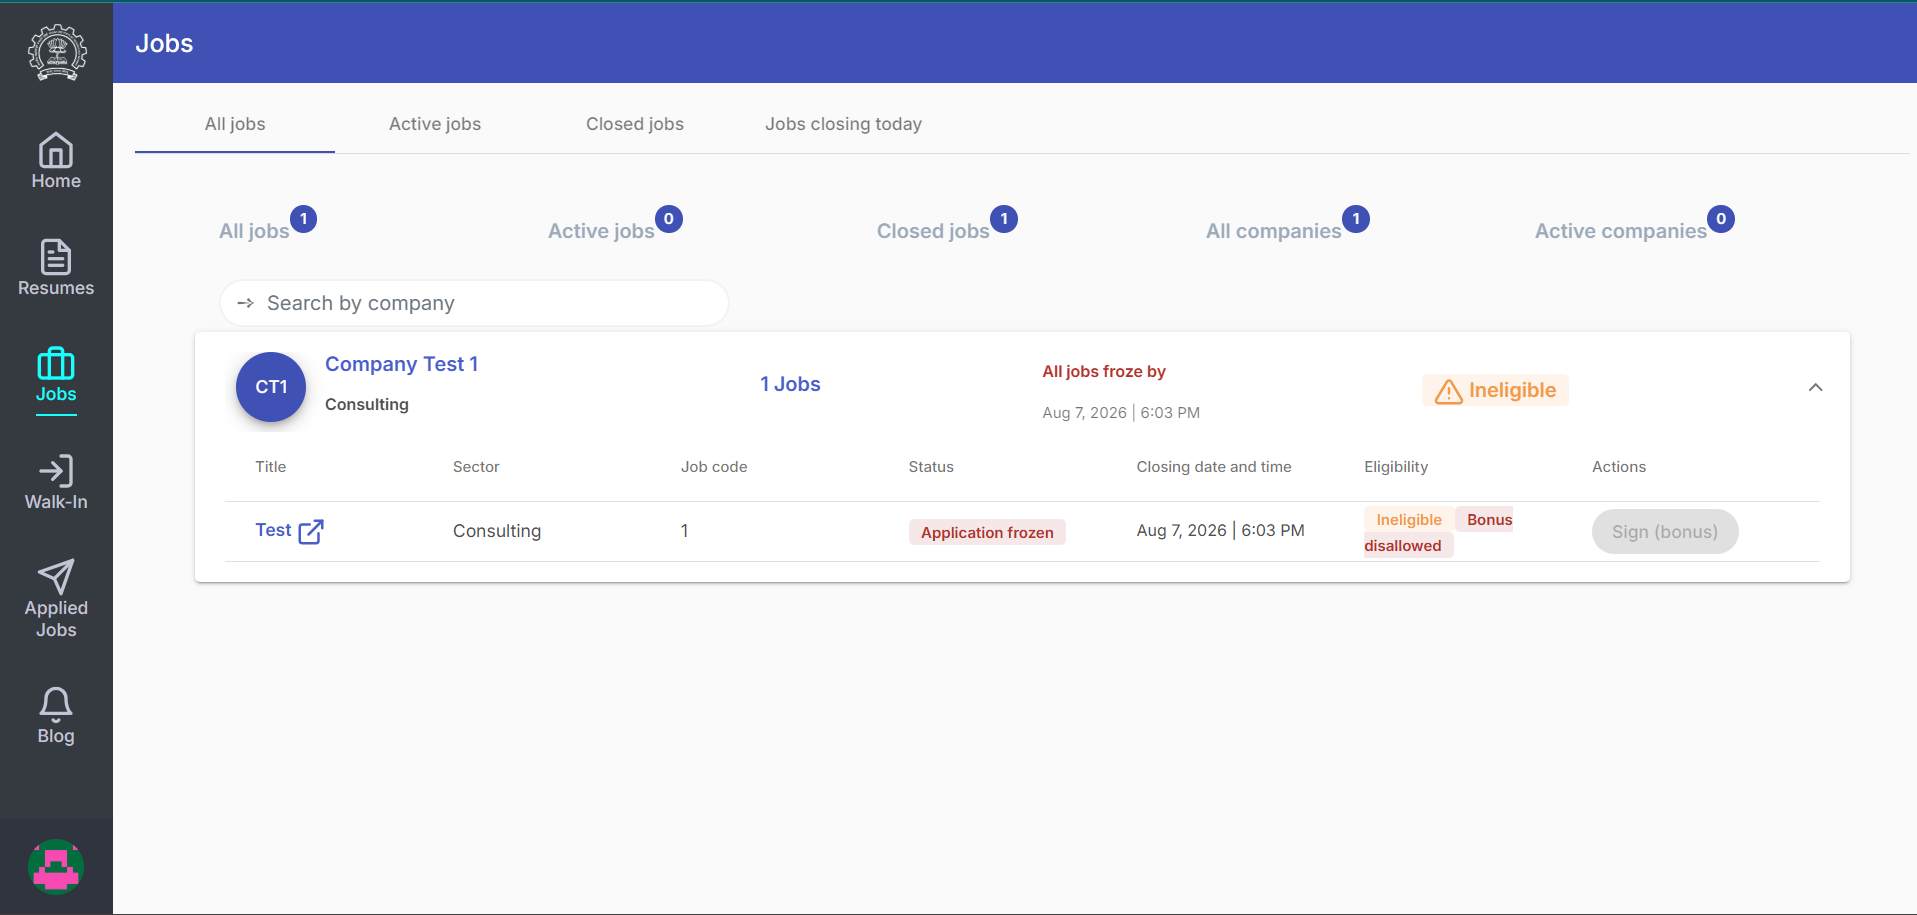 Jobs
Home
Resumes
Jobs
Walk-In
Applied
Jobs
Blog
All jobs
Active jobs
Closed jobs
Jobs closing today
All jobs 1
Active jobs 0
Closed jobs 1
All companies 1
Active companies 0
Search by company
CT1
Company Test 1
Consulting
1 Jobs
All jobs froze by
Aug 7, 2026 | 6:03 PM
Ineligible
Title Sector Job code Status Closing date and time Eligibility Actions
Test Consulting 1 Application frozen Aug 7, 2026 | 6:03 PM Ineligible Bonus
disallowed
Sign (bonus)